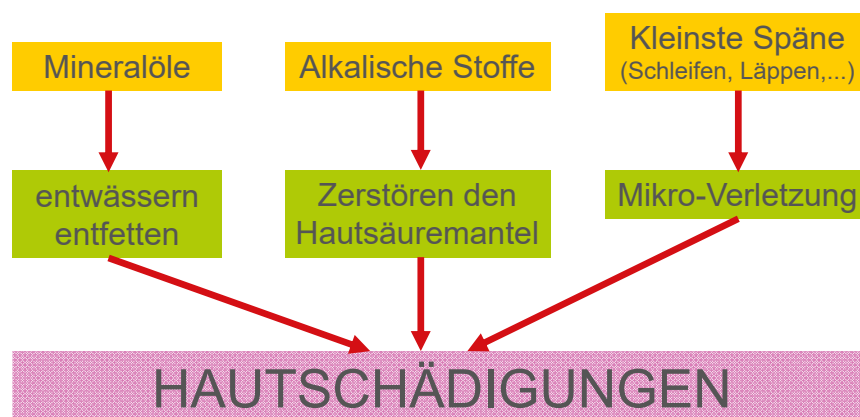 Mineralöle
Alkalische Stoffe
Kleinste Späne
(Schleifen, Läppen,...)
entwässern
entfetten
Zerstören den
Hautsäuremantel
Mikro-Verletzung
HAUTSCHÄDIGUNGEN